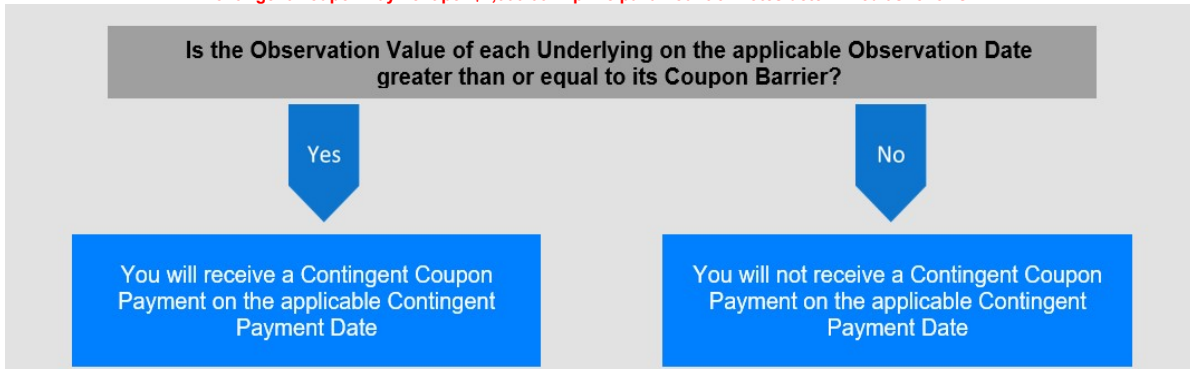 Is the Observation Value of each Underlying on the applicable Observation Date
greater than or equal to its Coupon Barrier?
Yes
No
You will receive a Contingent Coupon
Payment on the applicable Contingent
Payment Date
You will not receive a Contingent Coupon
Payment on the applicable Contingent
Payment Date